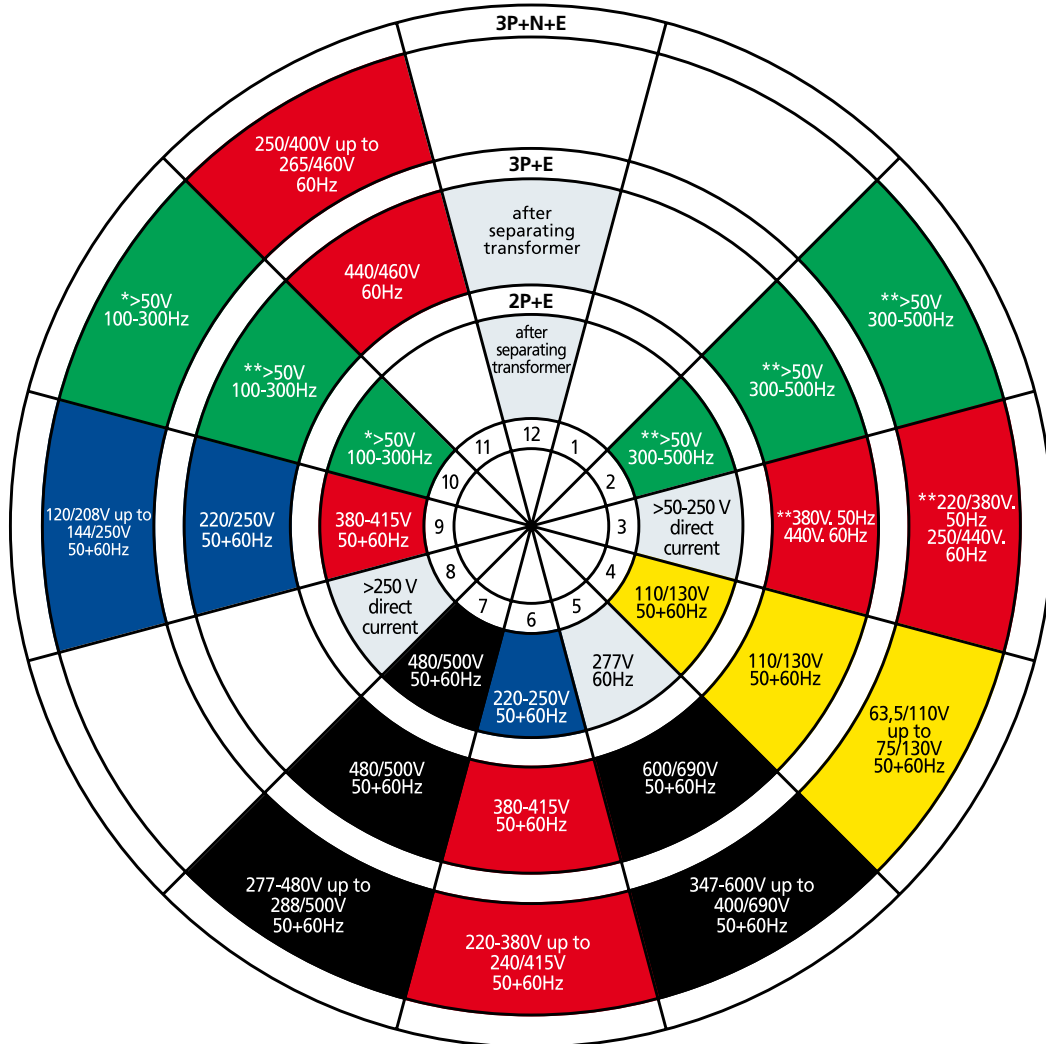 3P+N+E
250/400V up to
265/460V
60Hz
*>50V
100-300Hz
120/208V up to
144/250V
50+60Hz
277-480V up to
288/500V
50+60Hz
220-380V up to
240/415V
50+60Hz
347-600V up to
400/690V
50+60Hz
63,5/110V
up to
75/130V
50+60Hz
**220/380V.
50Hz
250/440V.
60Hz
**>50V
300-500Hz
3P+E
after
separating
transformer
440/460V
60Hz
**>50V
100-300Hz
220/250V
50+60Hz
480/500V
50+60Hz
380-415V
50+60Hz
600/690V
50+60Hz
110/130V
50+60Hz
**380V. 50Hz
440V. 60Hz
**>50V
300-500Hz
2P+E
after
separating
transformer
*>50V
100-300Hz
380-415V
50+60Hz
>250 V
direct
current
480/500V
50+60Hz
220-250V
50+60Hz
277V
60Hz
110/130V
50+60Hz
>50-250 V
direct
current
**>50V
300-500Hz
12
1
2
3
4
5
6
7
8
9
10
11